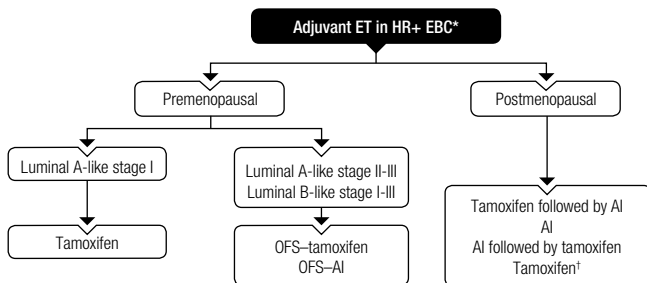 Adjuvant ET in HR+ EBC*
Premenopausal
Postmenopausal
Luminal A-like stage I
Luminal A-like stage II-III
Luminal B-like stage I-III
Tamoxifen
OFS–tamoxifen
OFS–AI
Tamoxifen followed by AI
AI
AI followed by tamoxifen
Tamoxifen†